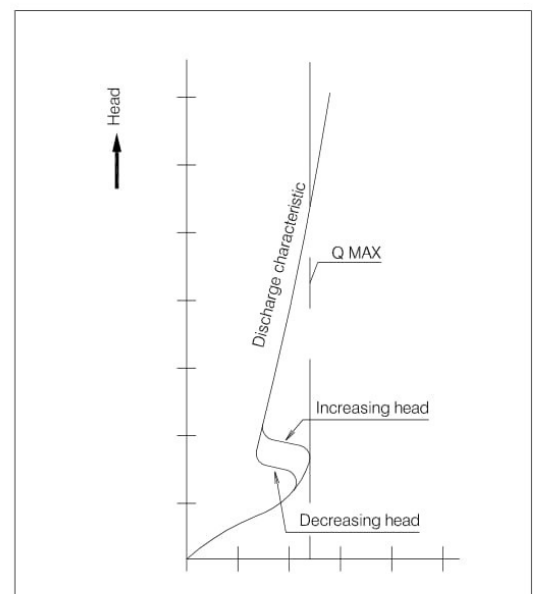 Head
Discharge characteristic
Q MAX
Increasing head
Decreasing head